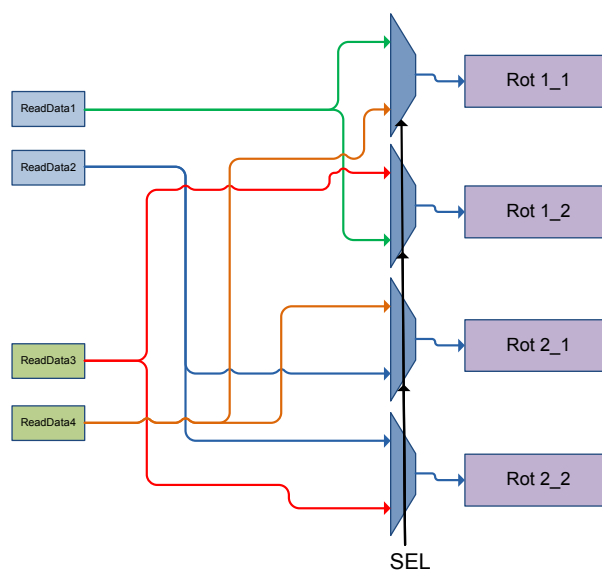 ReadData1
ReadData2
ReadData3
ReadData4
Rot 1_1
Rot 1_2
Rot 2_1
Rot 2_2
SEL